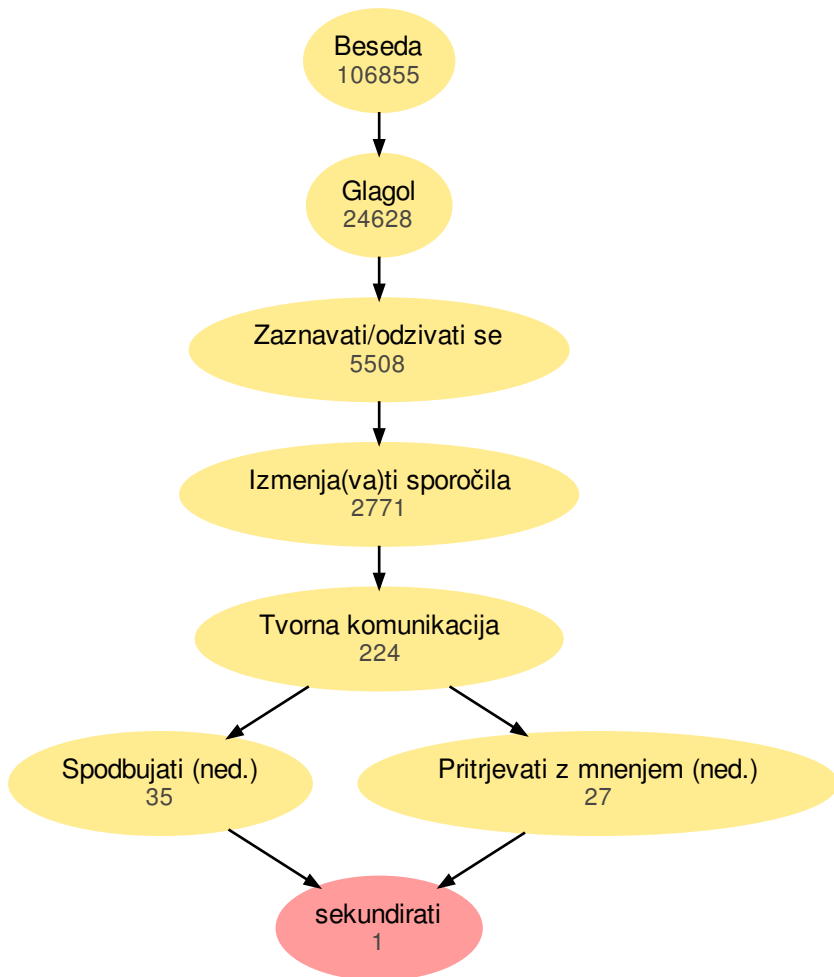 Beseda
106855
Glagol
24628
Zaznavati/odzivati se
5508
Izmenja(va)ti sporočila
2771
Tvorna komunikacija
224
Spodbujati (ned.)
35
Pritrjevati z mnenjem (ned.)
27
sekundirati
1